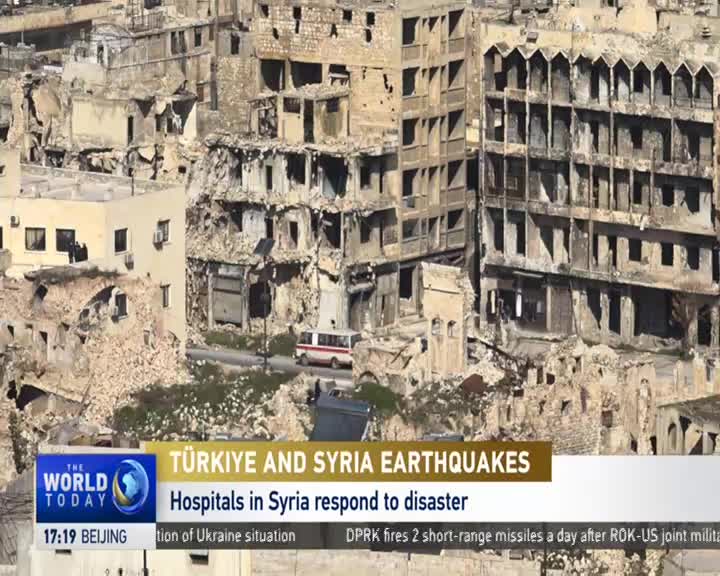 TÜRKIYE AND SYRIA EARTHQUAKES
THE
WORLD
TODAY
Hospitals in Syria respond to disaster
17:19 BEIJING
tion of Ukraine situation
DPRK fires 2 short-range missiles a day after ROK-US joint milit